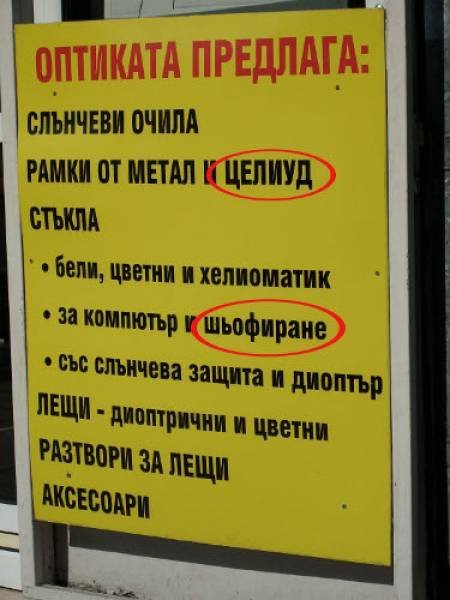 ОПТИКАТА ПРЕДЛАГА:
СЛЪНЧЕВИ ОЧИЛА
РАМКИ ОТ МЕТАЛ И ЦЕЛИУД
СТЪКЛА
• бели, цветни и хелиоматик
• за компютър и шьофиране
• със слънчева защита и диоптър
ЛЕЩИ - диоптрични и цветни
РАЗТВОРИ ЗА ЛЕЩИ
АКСЕСОАРИ